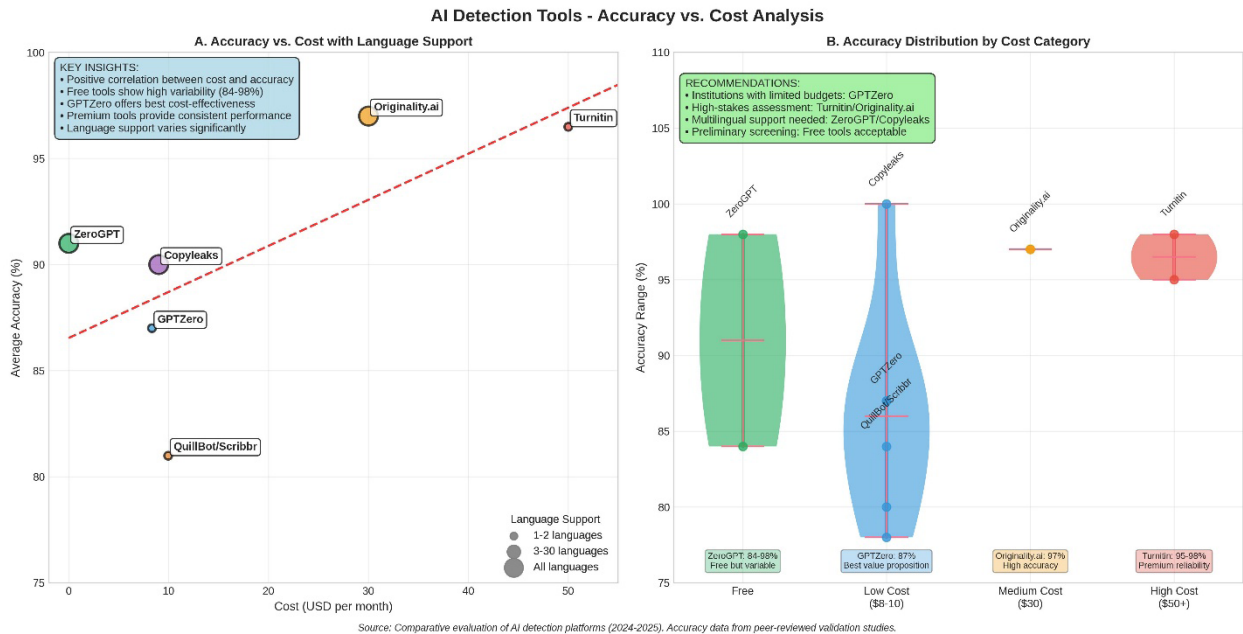 AI Detection Tools - Accuracy vs. Cost Analysis
A. Accuracy vs. Cost with Language Support
100
95
90
85
80
75
Average Accuracy (%)
KEY INSIGHTS:
• Positive correlation between cost and accuracy
• Free tools show high variability (84-98%)
• GPTZero offers best cost-effectiveness
• Premium tools provide consistent performance
• Language support varies significantly
Originality.ai
Turnitin
ZeroGPT
Copyleaks
GPTZero
QuillBot/Scribbr
Language Support
1-2 languages
3-30 languages
All languages
0
10
20
30
40
50
Cost (USD per month)
B. Accuracy Distribution by Cost Category
110
105
100
95
90
85
80
75
Accuracy Range (%)
RECOMMENDATIONS:
• Institutions with limited budgets: GPTZero
• High-stakes assessment: Turnitin/Originality.ai
• Multilingual support needed: ZeroGPT/Copyleaks
• Preliminary screening: Free tools acceptable
ZeroGPT
Copyleaks
Originality.ai
Turnitin
GPTZero
QuillBot/Scribbr
ZeroGPT: 84-98%
Free but variable
GPTZero: 87%
Best value proposition
Originality.ai: 97%
High accuracy
Turnitin: 95-98%
Premium reliability
Free
Low Cost
($8-10)
Medium Cost
($30)
High Cost
($50+)
Source: Comparative evaluation of AI detection platforms (2024-2025). Accuracy data from peer-reviewed validation studies.